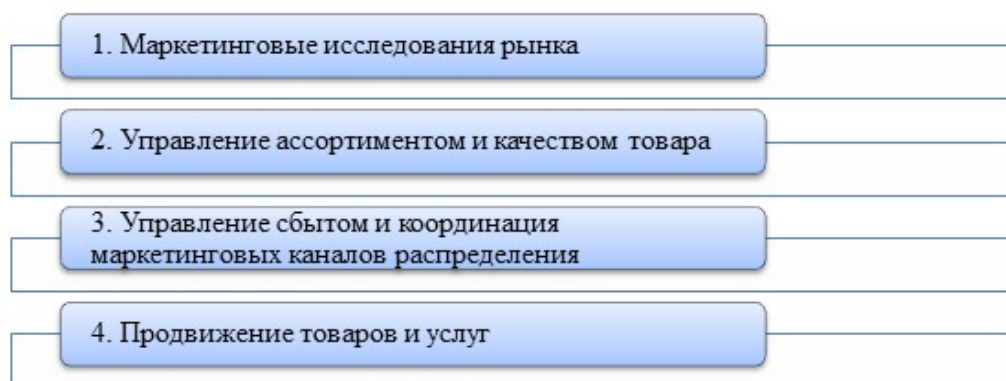 1. Маркетинговые исследования рынка
2. Управление ассортиментом и качеством товара
3. Управление сбытом и координация
маркетинговых каналов распределения
4. Продвижение товаров и услуг